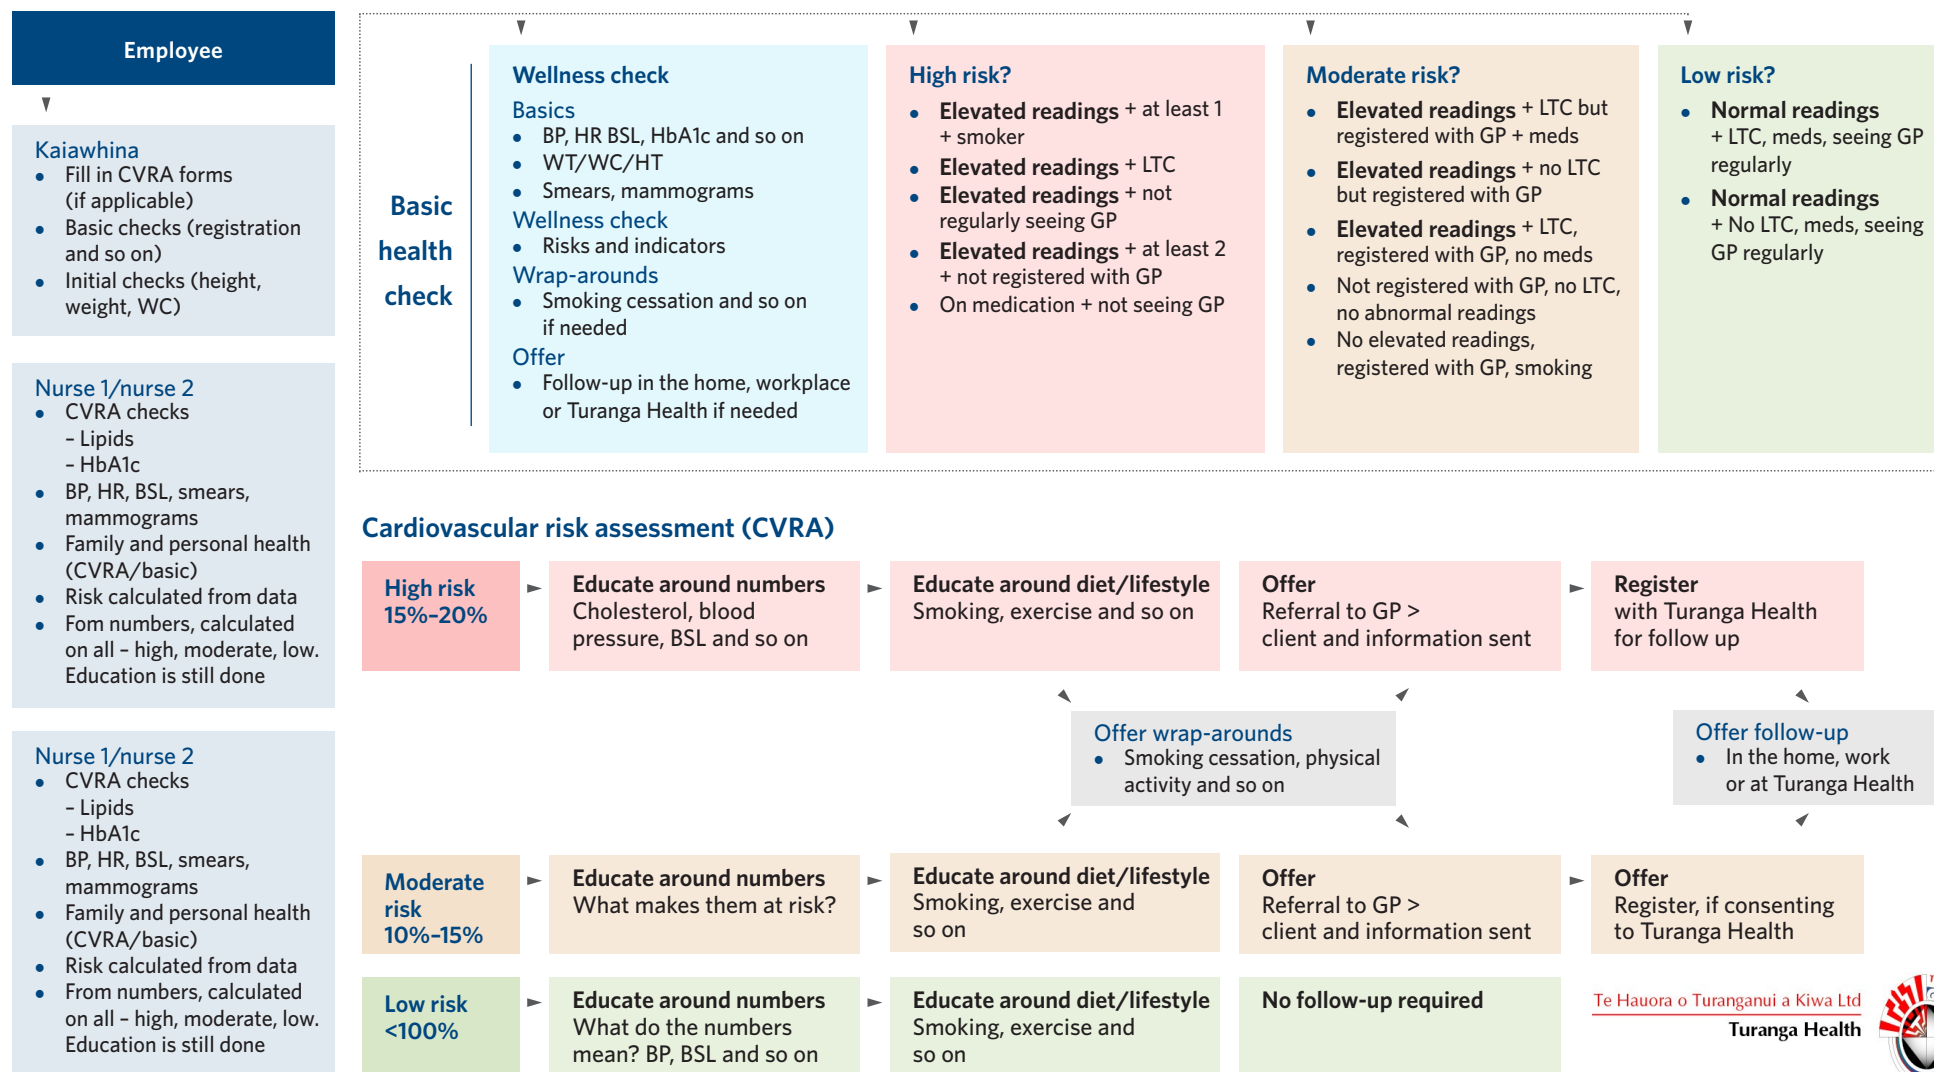 Employee
Kaiawhina
• Fill in CVRA forms
(if applicable)
• Basic checks (registration
and so on)
• Initial checks (height,
weight, WC)
Nurse 1/nurse 2
• CVRA checks
– Lipids
– HbA1c
• BP, HR, BSL, smears,
mammograms
• Family and personal health
(CVRA/basic)
• Risk calculated from data
• Fom numbers, calculated
on all – high, moderate, low.
Education is still done
Nurse 1/nurse 2
• CVRA checks
– Lipids
– HbA1c
• BP, HR, BSL, smears,
mammograms
• Family and personal health
(CVRA/basic)
• Risk calculated from data
• From numbers, calculated
on all – high, moderate, low.
Education is still done
Basic
health
check
Wellness check
Basics
• BP, HR BSL, HbA1c and so on
• WT/WC/HT
• Smears, mammograms
Wellness check
• Risks and indicators
Wrap-arounds
• Smoking cessation and so on
if needed
Offer
• Follow-up in the home, workplace
or Turanga Health if needed
High risk?
• Elevated readings + at least 1
+ smoker
• Elevated readings + LTC
• Elevated readings + not
regularly seeing GP
• Elevated readings + at least 2
+ not registered with GP
• On medication + not seeing GP
Moderate risk?
• Elevated readings + LTC but
registered with GP + meds
• Elevated readings + no LTC
but registered with GP
• Elevated readings + LTC,
registered with GP, no meds
• Not registered with GP, no LTC,
no abnormal readings
• No elevated readings,
registered with GP, smoking
Low risk?
• Normal readings
+ LTC, meds, seeing GP
regularly
• Normal readings
+ No LTC, meds, seeing
GP regularly
Cardiovascular risk assessment (CVRA)
High risk
15%–20%
Educate around numbers
Cholesterol, blood
pressure, BSL and so on
Educate around diet/lifestyle
Smoking, exercise and so on
Offer
Referral to GP >
client and information sent
Register
with Turanga Health
for follow up
Offer wrap-arounds
• Smoking cessation, physical
activity and so on
Offer follow-up
• In the home, work
or at Turanga Health
Moderate
risk
10%–15%
Educate around numbers
What makes them at risk?
Educate around diet/lifestyle
Smoking, exercise and
so on
Offer
Referral to GP >
client and information sent
Offer
Register, if consenting
to Turanga Health
Low risk
<100%
Educate around numbers
What do the numbers
mean? BP, BSL and so on
Educate around diet/lifestyle
Smoking, exercise and
so on
No follow-up required
Te Hauora o Turanganui a Kiwa Ltd
Turanga Health